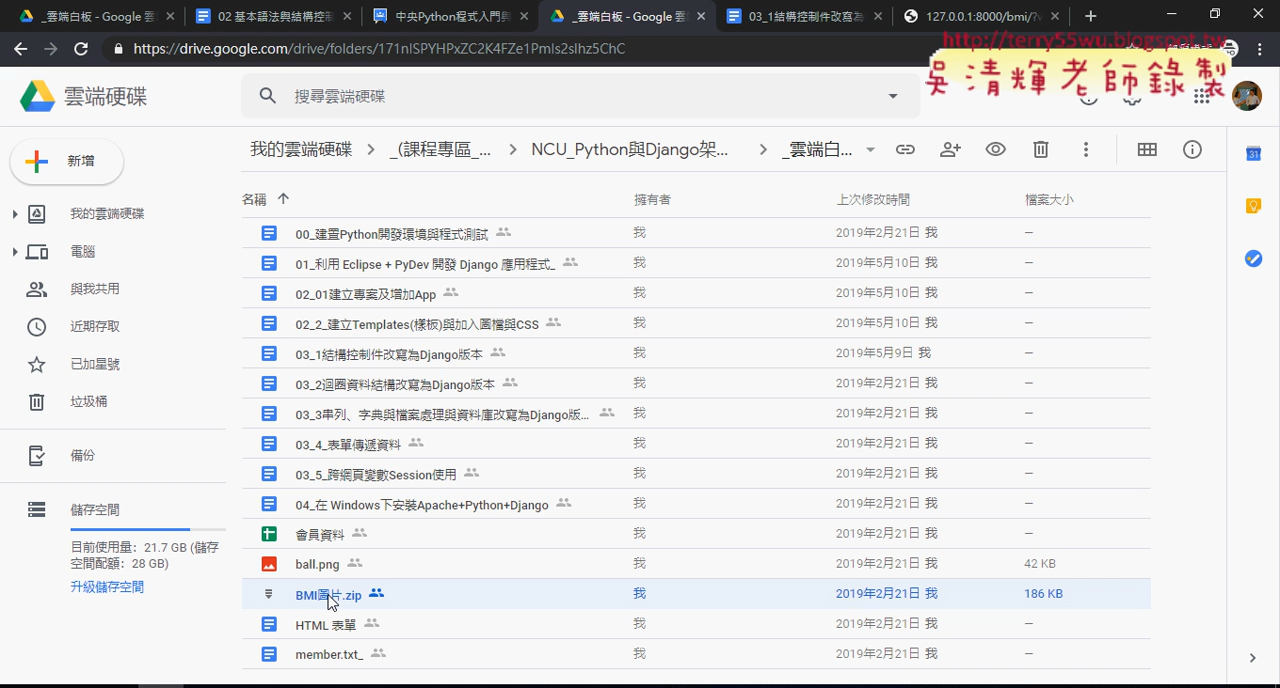 _雲端白板 - Google 雲
02 基本語法與結構控制
中央Python程式入門與
_雲端白板 - Google 雲
03_1結構控制件改寫為
127.0.0.1:8000/bmi/?
https://drive.google.com/drive/folders/171nISPYHPxZC2K4FZe1PmIs2sIhz5ChC
http://terry55wu.blogspot.tw
吳清輝老師錄製
雲端硬碟
搜尋雲端硬碟
新增
我的雲端硬碟
電腦
與我共用
近期存取
已加星號
垃圾桶
備份
儲存空間
目前使用量：21.7 GB (儲存
空間配額：28 GB)
升級儲存空間
我的雲端硬碟 > _(課程專區_... > NCU_Python與Django架... > _雲端白...
名稱 擁有者 上次修改時間 檔案大小
00_建置Python開發環境與程式測試 我 2019年2月21日 我 –
01_利用 Eclipse + PyDev 開發 Django 應用程式_ 我 2019年5月10日 我 –
02_01建立專案及增加App 我 2019年5月10日 我 –
02_2_建立Templates(樣板)與加入圖檔與CSS 我 2019年5月10日 我 –
03_1結構控制件改寫為Django版本 我 2019年5月9日 我 –
03_2迴圈資料結構改寫為Django版本 我 2019年2月21日 我 –
03_3串列、字典與檔案處理與資料庫改寫為Django版... 我 2019年2月21日 我 –
03_4_表單傳遞資料 我 2019年2月21日 我 –
03_5_跨網頁變數Session使用 我 2019年2月21日 我 –
04_在 Windows下安裝Apache+Python+Django 我 2019年2月21日 我 –
會員資料 我 2019年2月21日 我 –
ball.png 我 2019年2月21日 我 42 KB
BMI圖片.zip 我 2019年2月21日 我 186 KB
HTML 表單 我 2019年2月21日 我 –
member.txt_ 我 2019年2月21日 我 –
31